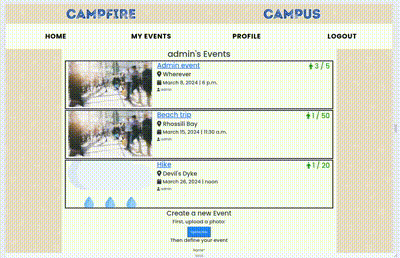 CAMPFIRE CAMPUS
HOME MY EVENTS PROFILE LOGOUT
admin's Events
Admin event 3 / 5
Wherever
March 9, 2024 | 6 p.m.
admin
Beach trip 1 / 50
Rhossili Bay
March 15, 2024 | 11:30 a.m.
admin
Hike 1 / 20
Devil's Dyke
March 26, 2024 | noon
admin
Create a new Event
First, upload a photo:
Then define your event
Name*